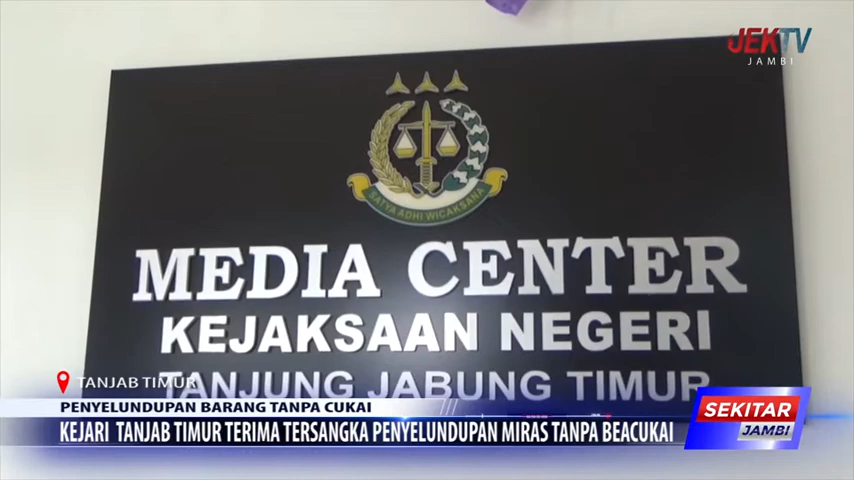 JEKTV
JAMBI
SATYA ADHI WICAKSANA
MEDIA CENTER
KEJAKSAAN NEGERI
TANJUNG JABUNG TIMUR
TANJAB TIMUR
PENYELUNDUPAN BARANG TANPA CUKAI
KEJARI TANJAB TIMUR TERIMA TERSANGKA PENYELUNDUPAN MIRAS TANPA BEACUKAI
SEKITAR
JAMBI